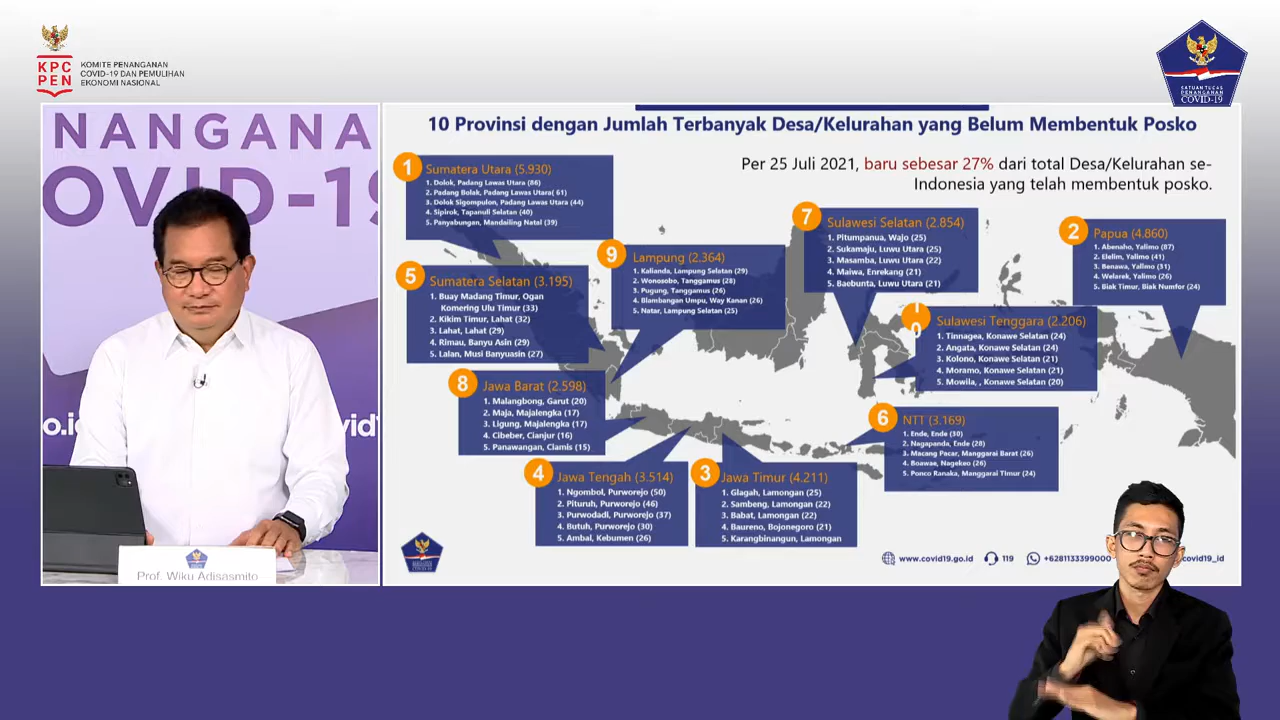 KPC
PEN
KOMITE PENANGANAN
COVID-19 DAN PEMULIHAN
EKONOMI NASIONAL
SATUAN TUGAS
PENANGANAN
COVID-19
NANGANA
OVID-19
o.id
vid1
Prof. Wiku Adisasmito
10 Provinsi dengan Jumlah Terbanyak Desa/Kelurahan yang Belum Membentuk Posko
Per 25 Juli 2021, baru sebesar 27% dari total Desa/Kelurahan se-
Indonesia yang telah membentuk posko.
1
Sumatera Utara (5.930)
1. Dolok, Padang Lawas Utara (86)
2. Padang Bolak, Padang Lawas Utara( 61)
3. Dolok Sigompulon, Padang Lawas Utara (44)
4. Sipirok, Tapanuli Selatan (40)
5. Panyabungan, Mandailing Natal (39)
5
Sumatera Selatan (3.195)
1. Buay Madang Timur, Ogan
Komering Ulu Timur (33)
2. Kikim Timur, Lahat (32)
3. Lahat, Lahat (29)
4. Rimau, Banyu Asin (29)
5. Lalan, Musi Banyuasin (27)
9
Lampung (2.364)
1. Kalianda, Lampung Selatan (29)
2. Wonosobo, Tanggamus (28)
3. Pugung, Tanggamus (26)
4. Blambangan Umpu, Way Kanan (26)
5. Natar, Lampung Selatan (25)
7
Sulawesi Selatan (2.854)
1. Pitumpanua, Wajo (25)
2. Sukamaju, Luwu Utara (25)
3. Masamba, Luwu Utara (22)
4. Maiwa, Enrekang (21)
5. Baebunta, Luwu Utara (21)
2
Papua (4.860)
1. Abenaho, Yalimo (87)
2. Elelim, Yalimo (41)
3. Benawa, Yalimo (31)
4. Welarek, Yalimo (26)
5. Biak Timur, Biak Numfor (24)
10
Sulawesi Tenggara (2.206)
1. Tinnagea, Konawe Selatan (24)
2. Angata, Konawe Selatan (24)
3. Kolono, Konawe Selatan (21)
4. Moramo, Konawe Selatan (21)
5. Mowila, , Konawe Selatan (20)
8
Jawa Barat (2.598)
1. Malangbong, Garut (20)
2. Maja, Majalengka (17)
3. Ligung, Majalengka (17)
4. Cibeber, Cianjur (16)
5. Panawangan, Ciamis (15)
6
NTT (3.169)
1. Ende, Ende (30)
2. Nagapanda, Ende (28)
3. Macang Pacar, Manggarai Barat (26)
4. Boawae, Nagekeo (26)
5. Ponco Ranaka, Manggarai Timur (24)
4
Jawa Tengah (3.514)
1. Ngombol, Purworejo (50)
2. Pituruh, Purworejo (46)
3. Purwodadi, Purworejo (37)
4. Butuh, Purworejo (30)
5. Ambal, Kebumen (26)
3
Jawa Timur (4.211)
1. Glagah, Lamongan (25)
2. Sambeng, Lamongan (22)
3. Babat, Lamongan (22)
4. Baureno, Bojonegoro (21)
5. Karangbinangun, Lamongan
www.covid19.go.id 119 +6281133399000 covid19_id